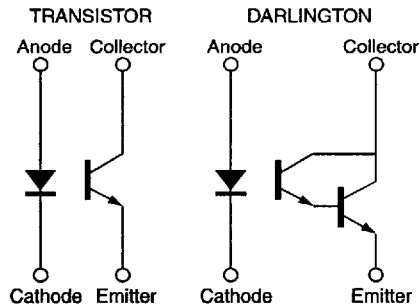 TRANSISTOR DARLINGTON
Anode Collector Anode Collector
Cathode Emitter Cathode Emitter